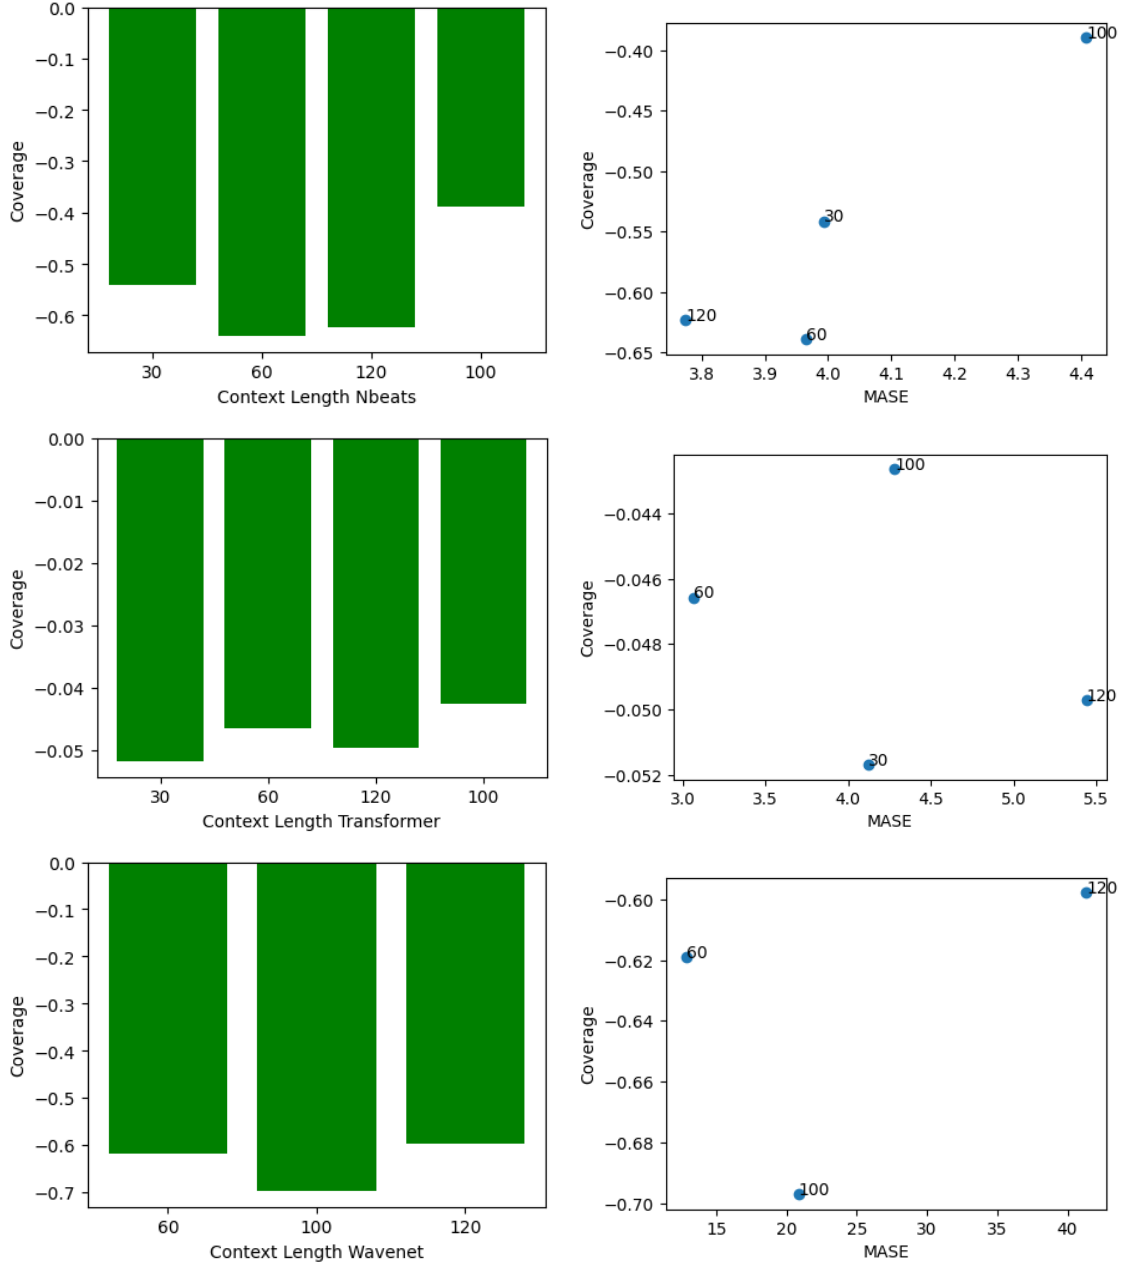 0.0
−0.1
−0.2
−0.3
−0.4
−0.5
−0.6
Coverage
30 60 120 100
Context Length Nbeats
−0.40
−0.45
−0.50
−0.55
−0.60
−0.65
Coverage
100
30
120
60
3.8 3.9 4.0 4.1 4.2 4.3 4.4
MASE
0.00
−0.01
−0.02
−0.03
−0.04
−0.05
Coverage
30 60 120 100
Context Length Transformer
−0.044
−0.046
−0.048
−0.050
−0.052
Coverage
100
60
120
30
3.0 3.5 4.0 4.5 5.0 5.5
MASE
0.0
−0.1
−0.2
−0.3
−0.4
−0.5
−0.6
−0.7
Coverage
60 100 120
Context Length Wavenet
−0.60
−0.62
−0.64
−0.66
−0.68
−0.70
Coverage
120
60
100
15 20 25 30 35 40
MASE